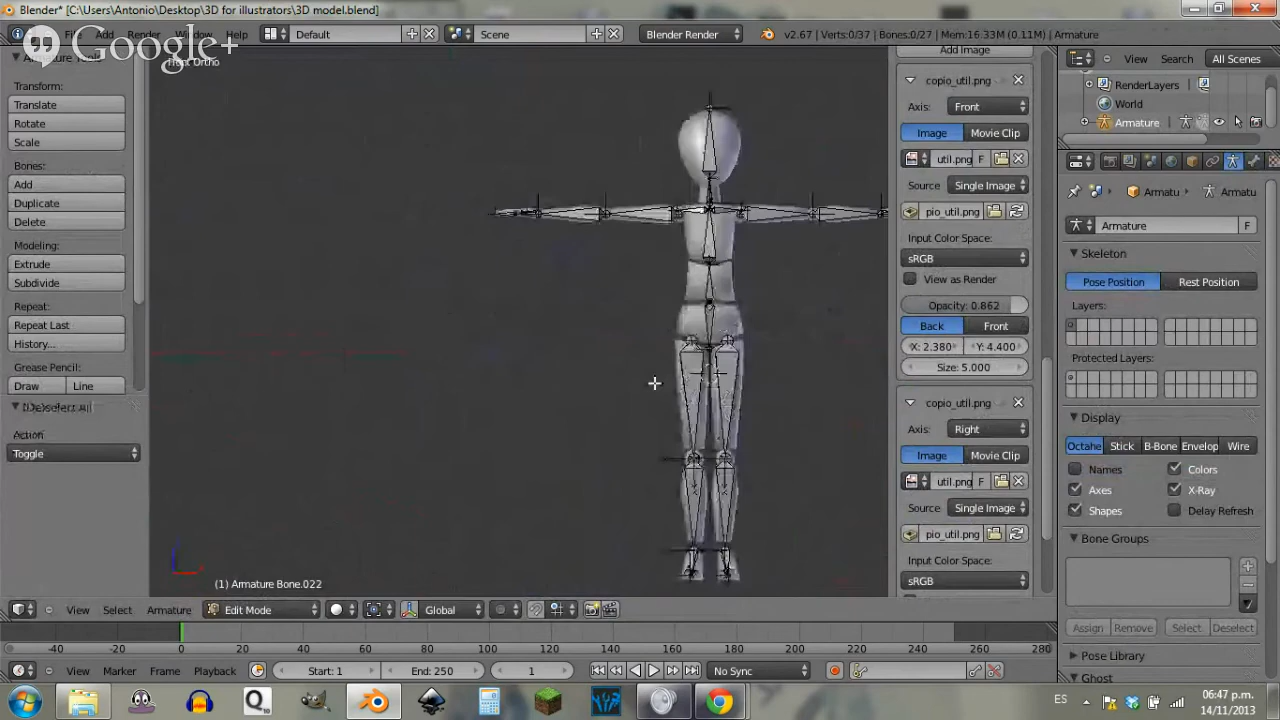 Blender* [C:\Users\Antonio\Desktop\3D for illustrators\3D model.blend]
File Add Render Window Help
Default
Scene
Blender Render
v2.67 | Verts:0/37 | Bones:0/27 | Mem:16.33M (0.11M) | Armature
Google+
Front Ortho
Armature Tools
Transform:
Translate
Rotate
Scale
Bones:
Add
Duplicate
Delete
Modeling:
Extrude
Subdivide
Repeat:
Repeat Last
History...
Grease Pencil:
Draw Line
(De)select All
Action
Toggle
(1) Armature Bone.022
View Select Armature
Edit Mode
Global
Add Image
copio_util.png
Axis: Front
Image Movie Clip
util.png F
Source Single Image
pio_util.png
Input Color Space:
sRGB
View as Render
Opacity: 0.862
Back Front
X: 2.380 Y: 4.400
Size: 5.000
copio_util.png
Axis: Right
Image Movie Clip
util.png F
Source Single Image
pio_util.png
Input Color Space:
sRGB
View Search All Scenes
RenderLayers
World
Armature
Armatu Armatu
Armature F
Skeleton
Pose Position Rest Position
Layers:
Protected Layers:
Display
Octahe Stick B-Bone Envelop Wire
Names Colors
Axes X-Ray
Shapes Delay Refresh
Bone Groups
Assign Remove Select Deselect
Pose Library
Ghost
-40 -20 0 20 40 60 80 100 120 140 160 180 200 220 240 260 280
View Marker Frame Playback
Start: 1 End: 250 1
No Sync
ES
06:47 p.m.
14/11/2013